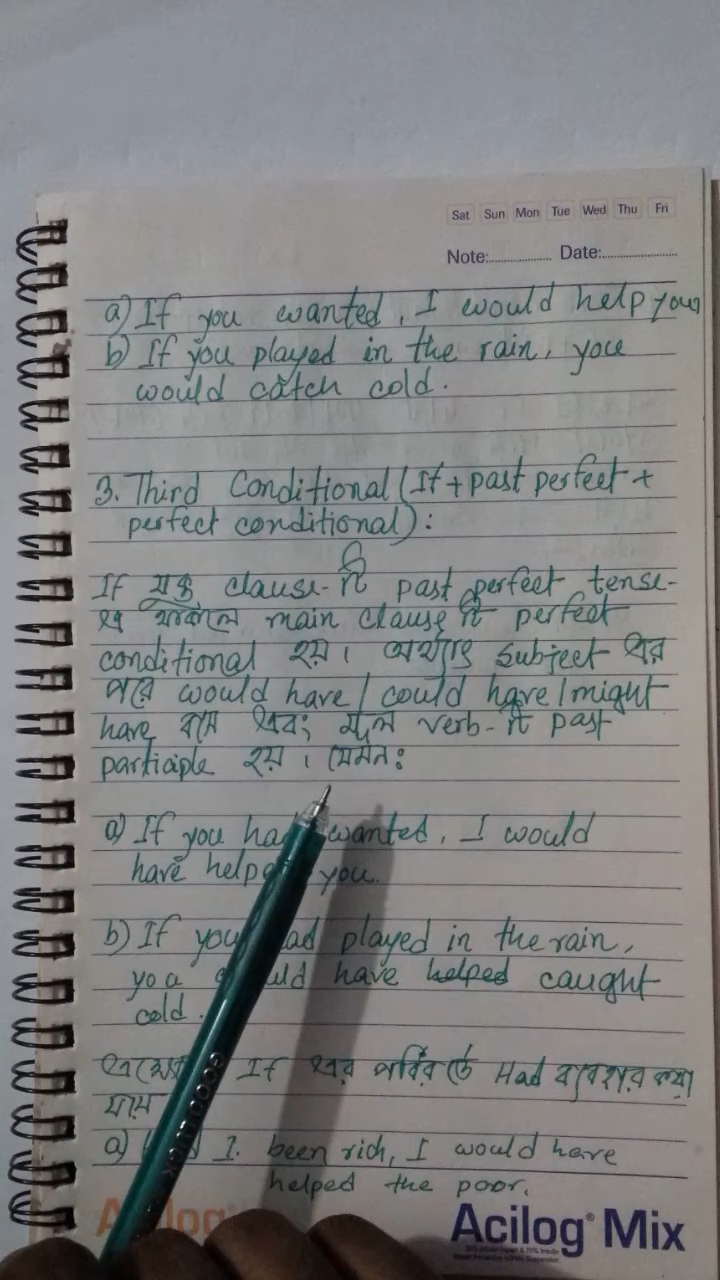 Sat Sun Mon Tue Wed Thu Fri
Note:.................... Date:........................
a) If you wanted, I would help you
b) If you played in the rain, you
would catch cold.
3. Third Conditional (If + past perfect +
perfect conditional):
If যুক্ত clause-টি past perfect tense-
এ থাকলে main clause টি perfect
conditional হয়। অর্থ্যাৎ subject এর
পরে would have/ could have/might
have বসে এবং মূল verb-টি past
participle হয়। যেমনঃ
a) If you ha wanted, I would
have help you.
b) If you had played in the rain,
you would have helped caught
cold.
If এর পরিবর্তে Had ব্যবহার করা
যায়
a) I been rich, I would have
helped the poor.
GOOD LUCK
Acilog® Mix